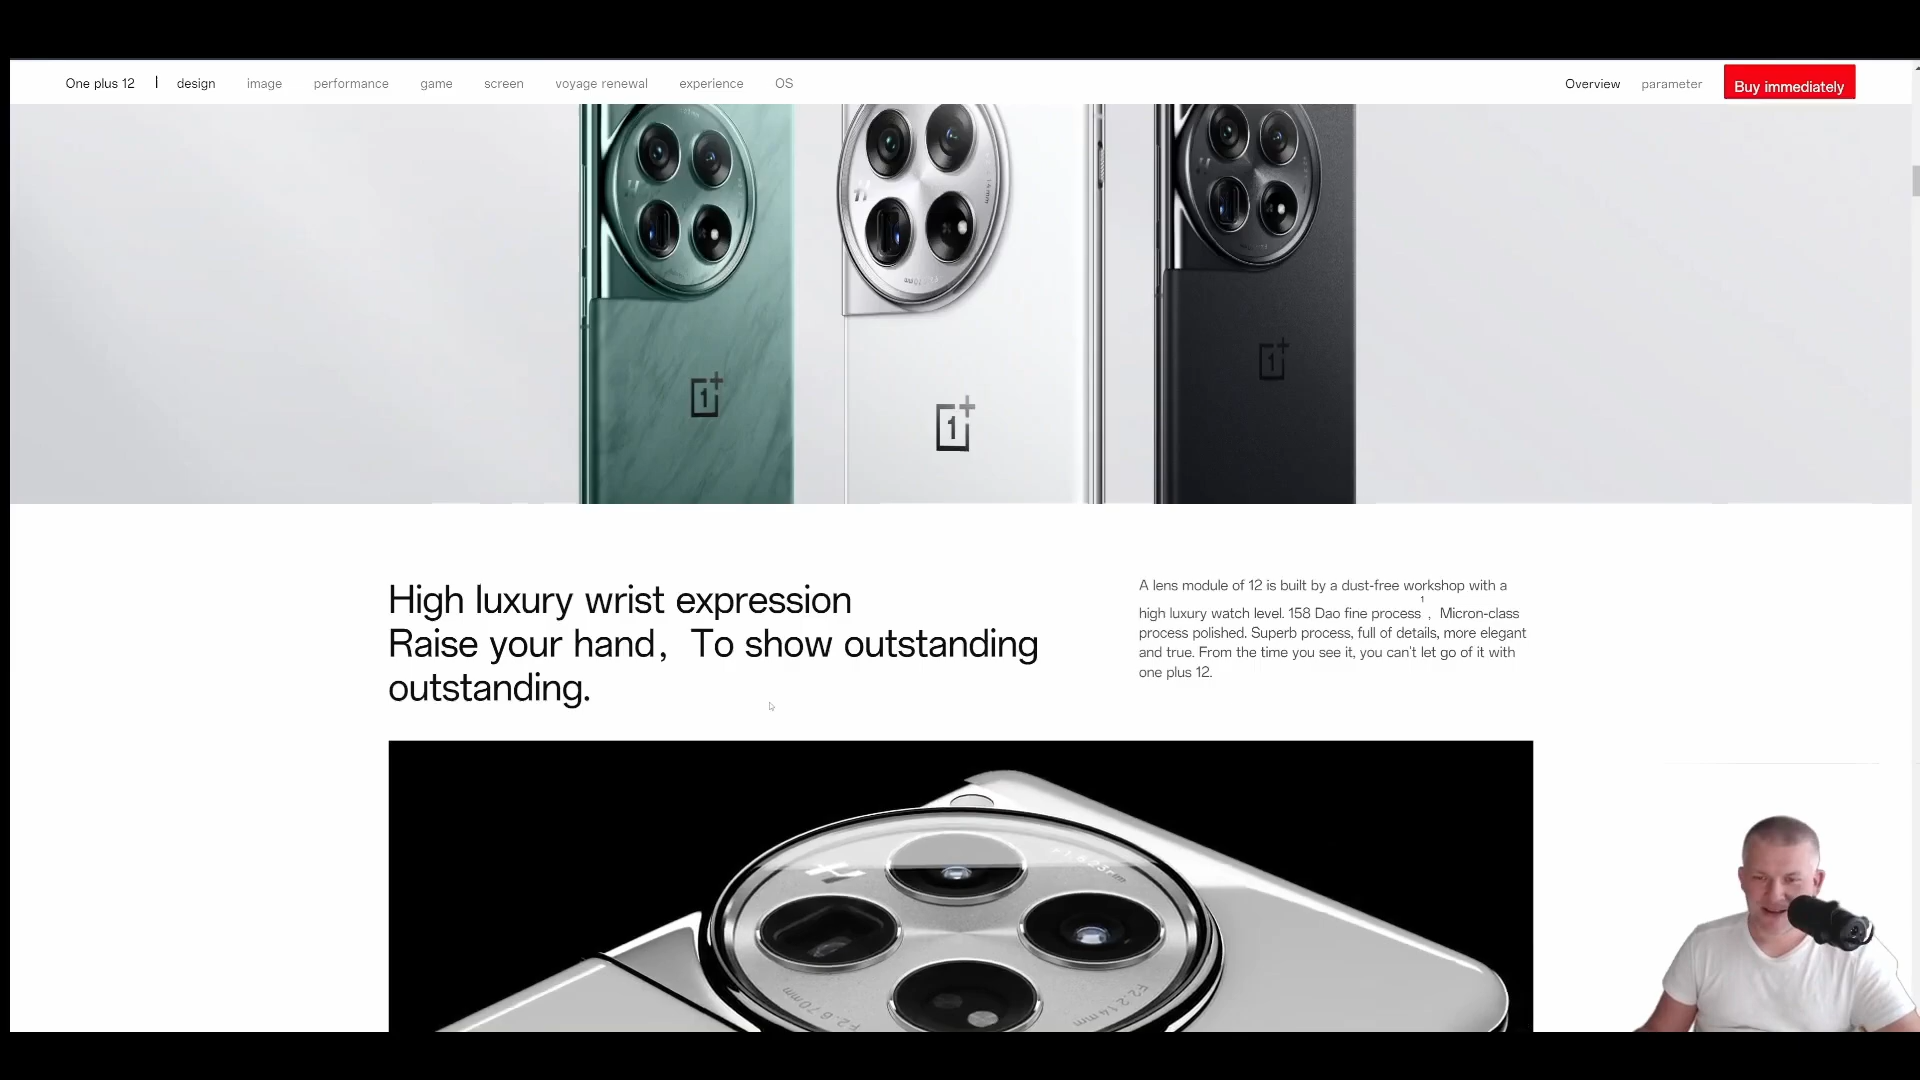 One plus 12 | design image performance game screen voyage renewal experience OS Overview parameter Buy immediately
High luxury wrist expression
Raise your hand，To show outstanding
outstanding.
A lens module of 12 is built by a dust-free workshop with a
high luxury watch level. 158 Dao fine process1， Micron-class
process polished. Superb process, full of details, more elegant
and true. From the time you see it, you can't let go of it with
one plus 12.